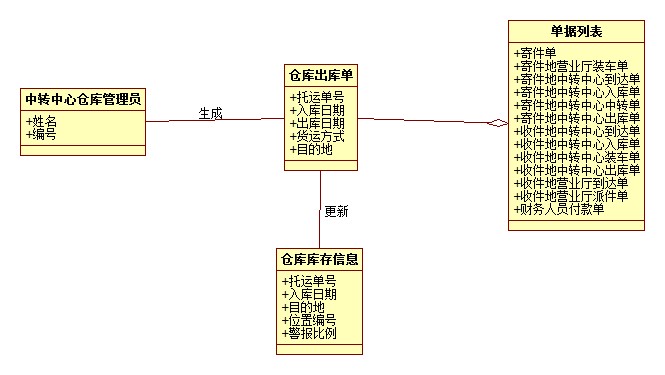 中转中心仓库管理员
+姓名
+编号
生成
仓库出库单
+托运单号
+入库日期
+出库日期
+货运方式
+目的地
更新
仓库库存信息
+托运单号
+入库日期
+目的地
+位置编号
+警报比例
单据列表
+寄件单
+寄件地营业厅装车单
+寄件地中转中心到达单
+寄件地中转中心入库单
+寄件地中转中心中转单
+寄件地中转中心出库单
+收件地中转中心到达单
+收件地中转中心入库单
+收件地中转中心装车单
+收件地中转中心出库单
+收件地营业厅到达单
+收件地营业厅派件单
+财务人员付款单